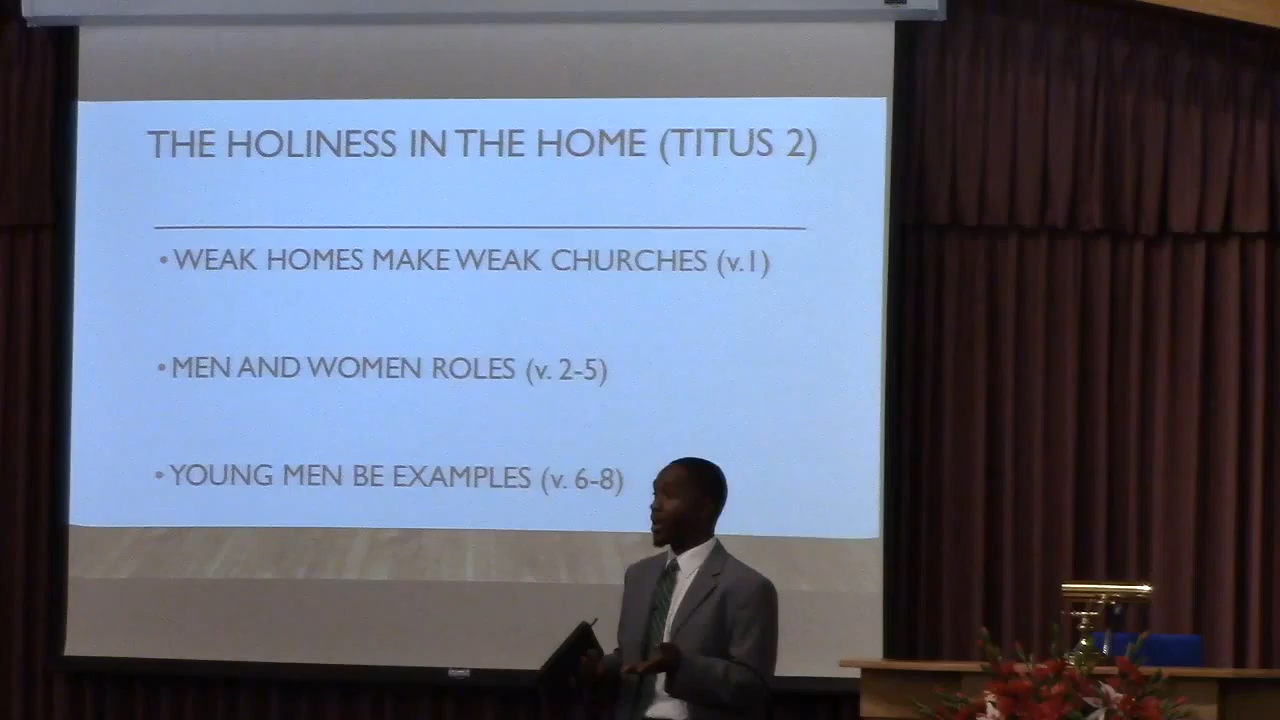 THE HOLINESS IN THE HOME (TITUS 2)
• WEAK HOMES MAKE WEAK CHURCHES (v.1)
• MEN AND WOMEN ROLES (v. 2-5)
• YOUNG MEN BE EXAMPLES (v. 6-8)